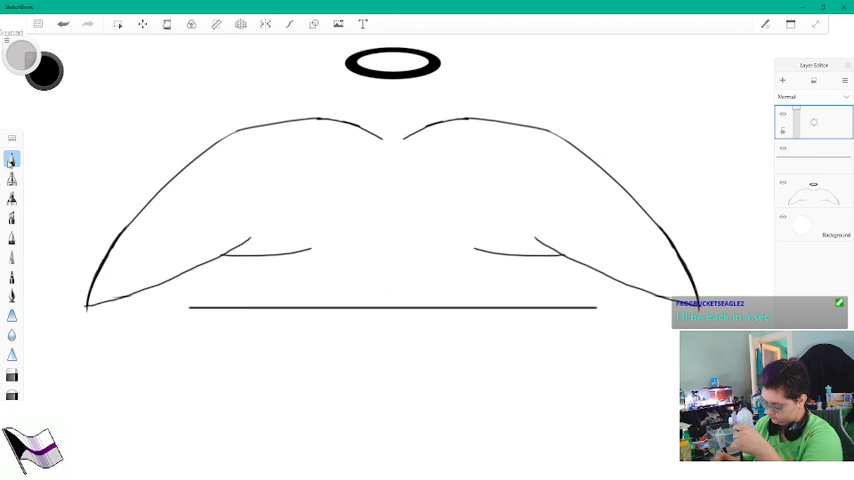 SketchBook
Layer Editor
Normal
Background
FROGBUCKETSEAGLE2
I'll be back in a sec